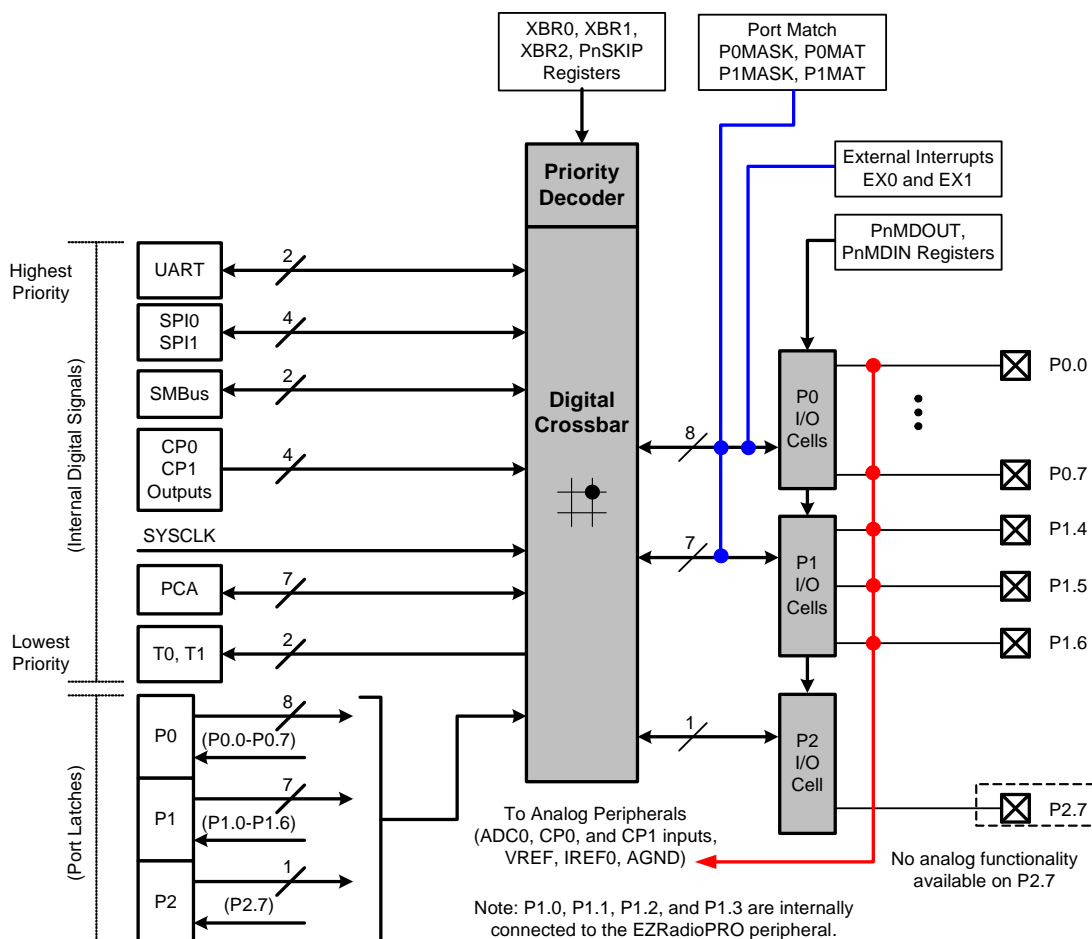 XBR0, XBR1,
XBR2, PnSKIP
Registers
Port Match
P0MASK, P0MAT
P1MASK, P1MAT
External Interrupts
EX0 and EX1
PnMDOUT,
PnMDIN Registers
Priority
Decoder
Digital
Crossbar
Highest
Priority
(Internal Digital Signals)
Lowest
Priority
UART
2
SPI0
SPI1
4
SMBus
2
CP0
CP1
Outputs
4
SYSCLK
PCA
7
T0, T1
2
(Port Latches)
P0
8
(P0.0-P0.7)
P1
7
(P1.0-P1.6)
P2
1
(P2.7)
8
7
1
P0
I/O
Cells
P1
I/O
Cells
P2
I/O
Cell
P0.0
P0.7
P1.4
P1.5
P1.6
P2.7
To Analog Peripherals
(ADC0, CP0, and CP1 inputs,
VREF, IREF0, AGND)
No analog functionality
available on P2.7
Note: P1.0, P1.1, P1.2, and P1.3 are internally
connected to the EZRadioPRO peripheral.